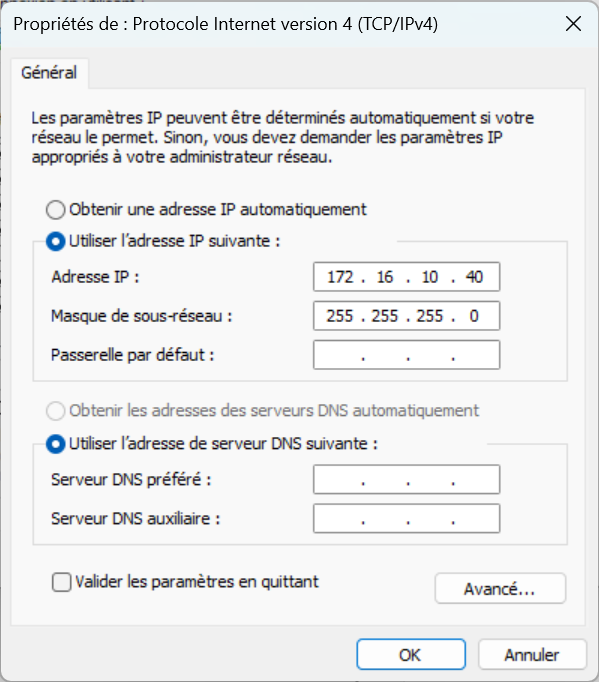 Propriétés de : Protocole Internet version 4 (TCP/IPv4)
Général
Les paramètres IP peuvent être déterminés automatiquement si votre
réseau le permet. Sinon, vous devez demander les paramètres IP
appropriés à votre administrateur réseau.
Obtenir une adresse IP automatiquement
Utiliser l’adresse IP suivante :
Adresse IP : 172 . 16 . 10 . 40
Masque de sous-réseau : 255 . 255 . 255 . 0
Passerelle par défaut : . . .
Obtenir les adresses des serveurs DNS automatiquement
Utiliser l’adresse de serveur DNS suivante :
Serveur DNS préféré : . . .
Serveur DNS auxiliaire : . . .
Valider les paramètres en quittant
Avancé...
OK Annuler